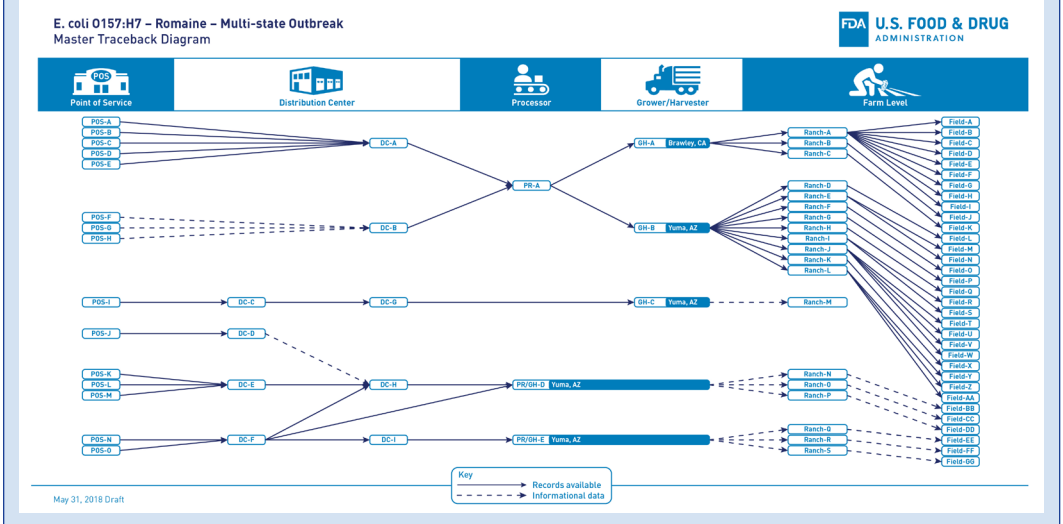 E. coli O157:H7 – Romaine – Multi-state Outbreak
Master Traceback Diagram
FDA U.S. FOOD & DRUG
ADMINISTRATION
POS
Point of Service
Distribution Center
Processor
Grower/Harvester
Farm Level
POS-A
POS-B
POS-C
POS-D
POS-E
POS-F
POS-G
POS-H
POS-I
POS-J
POS-K
POS-L
POS-M
POS-N
POS-O
DC-C
DC-D
DC-E
DC-F
DC-A
DC-B
DC-G
DC-H
DC-I
PR-A
PR/GH-D Yuma, AZ
PR/GH-E Yuma, AZ
GH-A Brawley, CA
GH-B Yuma, AZ
GH-C Yuma, AZ
Ranch-A
Ranch-B
Ranch-C
Ranch-D
Ranch-E
Ranch-F
Ranch-G
Ranch-H
Ranch-I
Ranch-J
Ranch-K
Ranch-L
Ranch-M
Ranch-N
Ranch-O
Ranch-P
Ranch-Q
Ranch-R
Ranch-S
Field-A
Field-B
Field-C
Field-D
Field-E
Field-F
Field-G
Field-H
Field-I
Field-J
Field-K
Field-L
Field-M
Field-N
Field-O
Field-P
Field-Q
Field-R
Field-S
Field-T
Field-U
Field-V
Field-W
Field-X
Field-Y
Field-Z
Field-AA
Field-BB
Field-CC
Field-DD
Field-EE
Field-FF
Field-GG
Key
Records available
Informational data
May 31, 2018 Draft